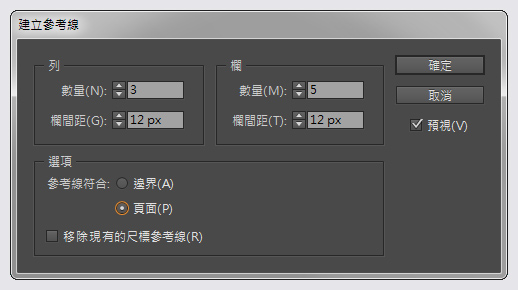 建立參考線
列
數量(N): 3
欄間距(G): 12 px
欄
數量(M): 5
欄間距(T): 12 px
確定
取消
預視(V)
選項
參考線符合: 邊界(A)
頁面(P)
移除現有的尺標參考線(R)